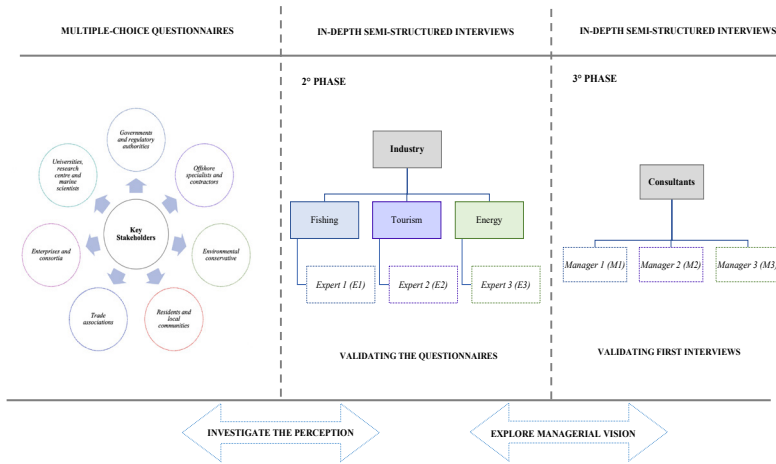 MULTIPLE-CHOICE QUESTIONNAIRES
IN-DEPTH SEMI-STRUCTURED INTERVIEWS
IN-DEPTH SEMI-STRUCTURED INTERVIEWS
Governments
and regulatory
authorities
Universities,
research
centre and
marine
scientists
Offshore
specialists and
contractors
Key
Stakeholders
Enterprises and
consortia
Environmental
conservative
Trade
associations
Residents and
local
communities
2° PHASE
Industry
Fishing
Tourism
Energy
Expert 1 (E1)
Expert 2 (E2)
Expert 3 (E3)
VALIDATING THE QUESTIONNAIRES
3° PHASE
Consultants
Manager 1 (M1)
Manager 2 (M2)
Manager 3 (M3)
VALIDATING FIRST INTERVIEWS
INVESTIGATE THE PERCEPTION
EXPLORE MANAGERIAL VISION